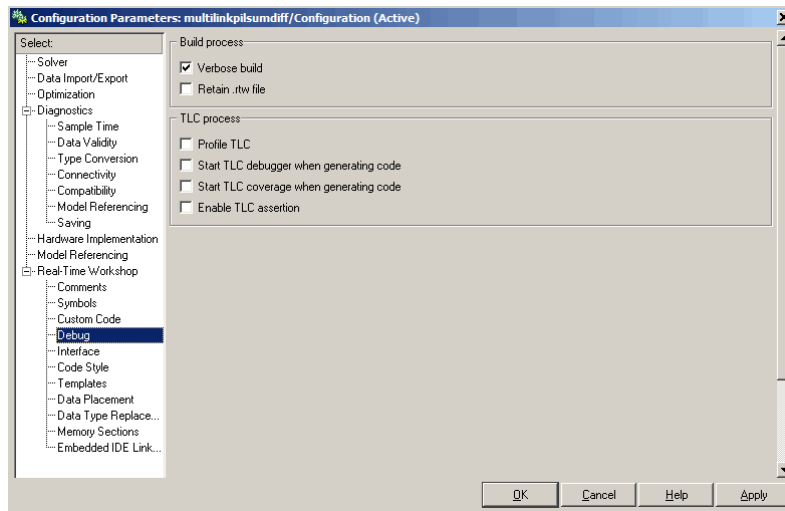 Configuration Parameters: multilinkpilsumdiff/Configuration (Active)
Select:
Solver
Data Import/Export
Optimization
Diagnostics
Sample Time
Data Validity
Type Conversion
Connectivity
Compatibility
Model Referencing
Saving
Hardware Implementation
Model Referencing
Real-Time Workshop
Comments
Symbols
Custom Code
Debug
Interface
Code Style
Templates
Data Placement
Data Type Replace...
Memory Sections
Embedded IDE Link...
Build process
Verbose build
Retain .rtw file
TLC process
Profile TLC
Start TLC debugger when generating code
Start TLC coverage when generating code
Enable TLC assertion
OK Cancel Help Apply